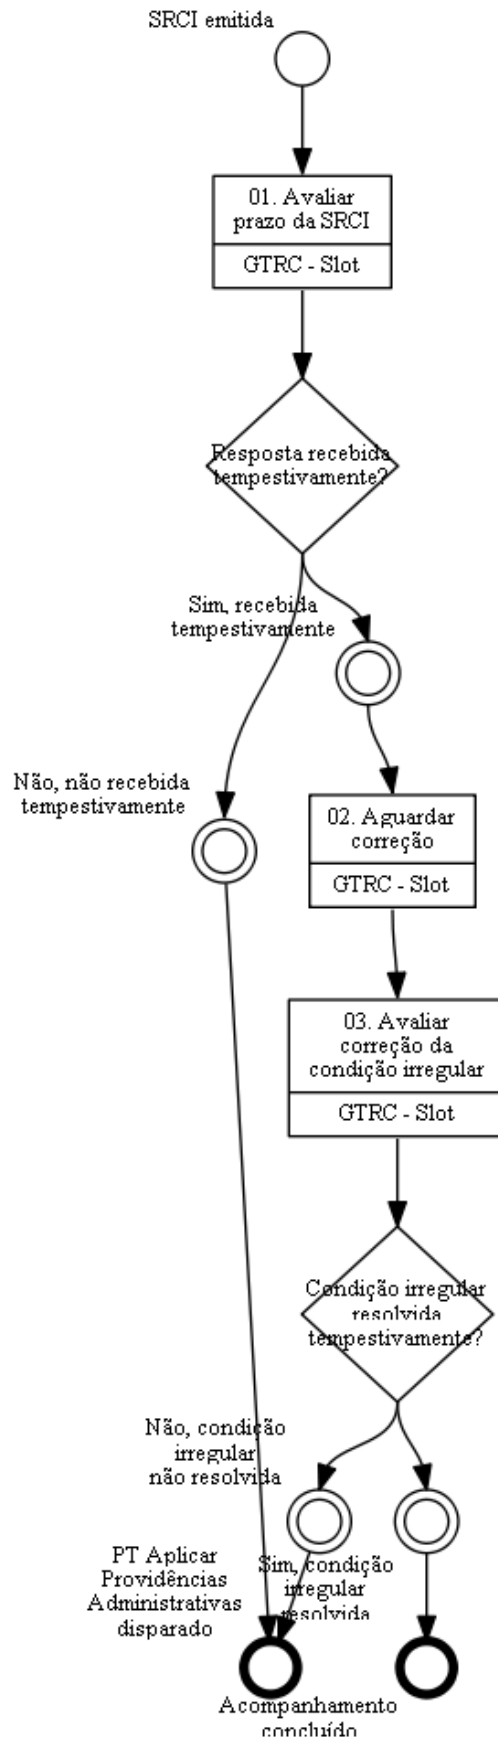 SRCI emitida
01. Avaliar
prazo da SRCI
GTRC - Slot
Resposta recebida
tempestivamente?
Sim, recebida
tempestivamente
Não, não recebida
tempestivamente
02. Aguardar
correção
GTRC - Slot
03. Avaliar
correção da
condição irregular
GTRC - Slot
Condição irregular
resolvida
tempestivamente?
Não, condição
irregular
não resolvida
Sim, condição
irregular
resolvida
PT Aplicar
Providências
Administrativas
disparado
Acompanhamento
concluído